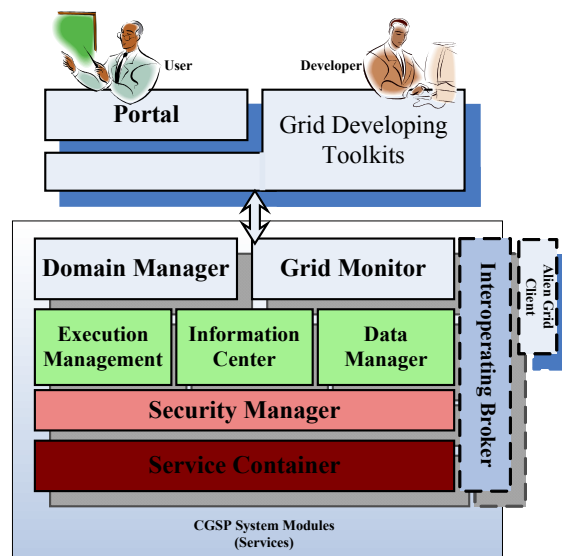 User
Developer
Portal
Grid Developing
Toolkits
Domain Manager
Grid Monitor
Interoperating Broker
Alien Grid
Client
Execution
Management
Information
Center
Data
Manager
Security Manager
Service Container
CGSP System Modules
(Services)